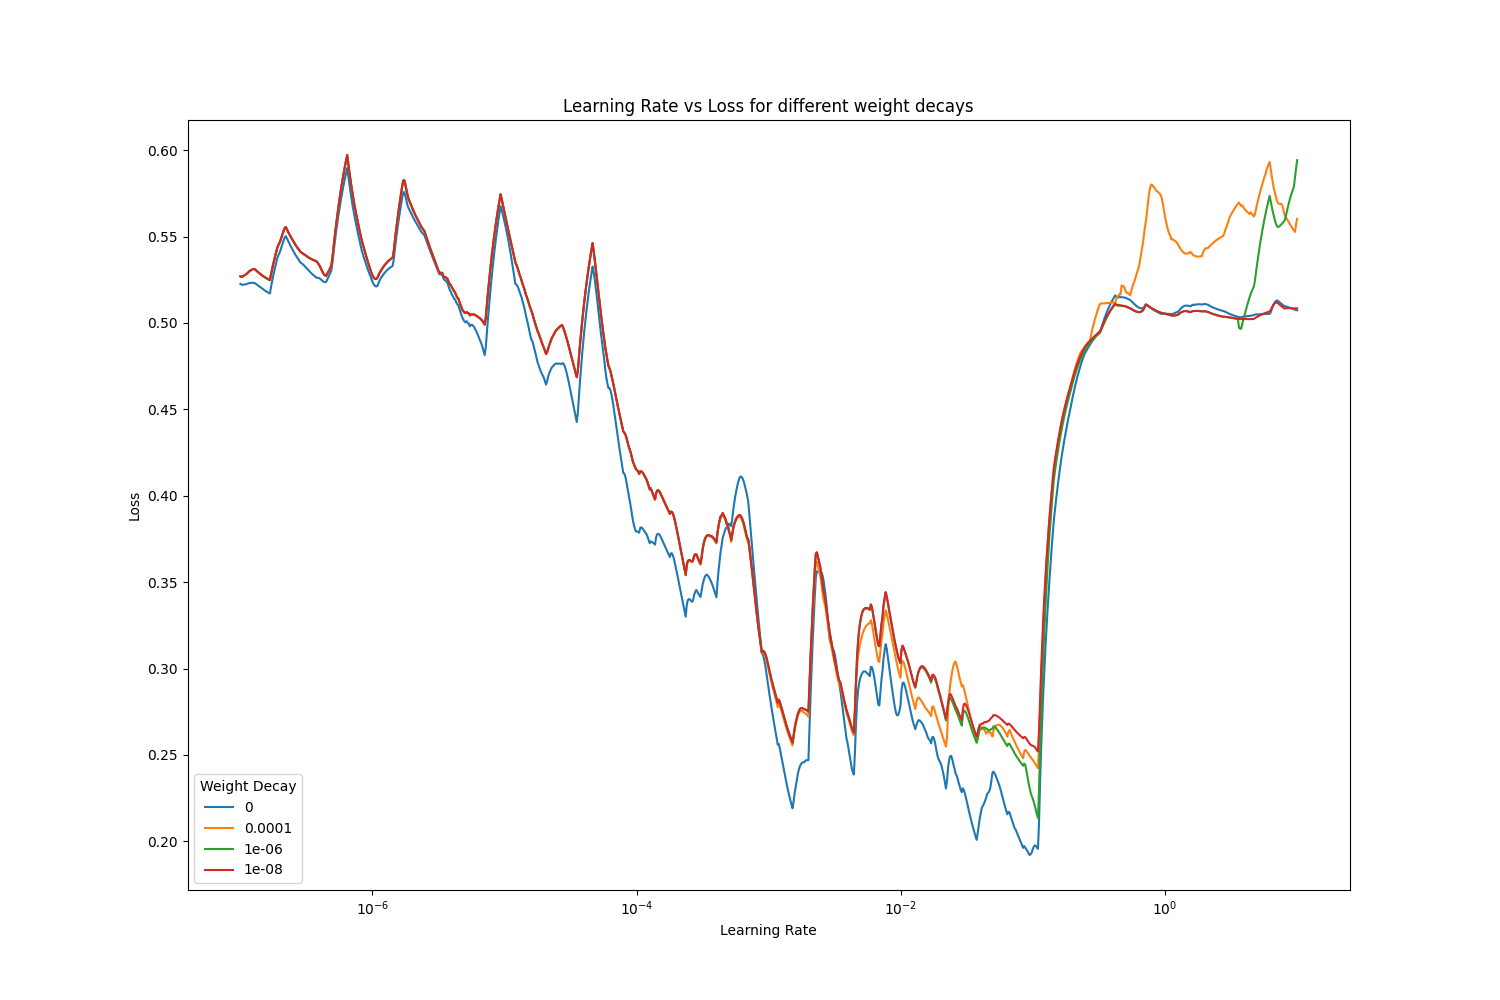 Learning Rate vs Loss for different weight decays
Loss
0.60
0.55
0.50
0.45
0.40
0.35
0.30
0.25
0.20
Weight Decay
0
0.0001
1e-06
1e-08
10⁻⁶
10⁻⁴
10⁻²
10⁰
Learning Rate